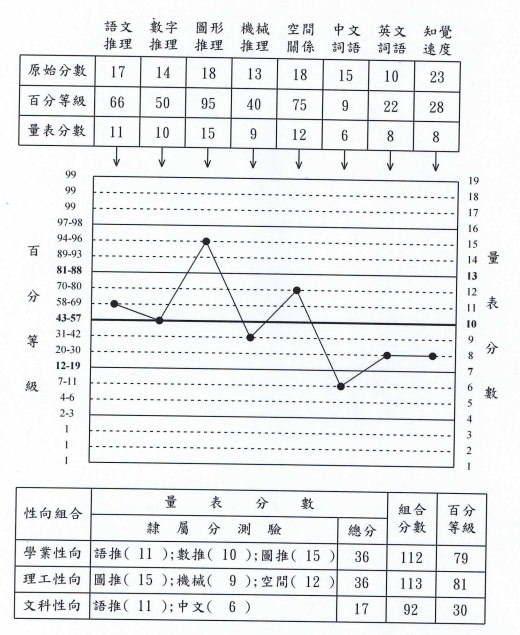 語文 數字 圖形 機械 空間 中文 英文 知覺
推理 推理 推理 推理 關係 詞語 詞語 速度
原始分數 17 14 18 13 18 15 10 23
百分等級 66 50 95 40 75 9 22 28
量表分數 11 10 15 9 12 6 8 8
99 19
99 18
99 17
97-98 16
94-96 15
89-93 14
81-88 13
70-80 12
58-69 11
43-57 10
31-42 9
20-30 8
12-19 7
7-11 6
4-6 5
2-3 4
1 3
1 2
1 1
百分等級
量表分數
性向組合 量表分數 組合分數 百分等級
隸屬分測驗 總分
學業性向 語推( 11 );數推( 10 );圖推( 15 ) 36 112 79
理工性向 圖推( 15 );機械( 9 );空間( 12 ) 36 113 81
文科性向 語推( 11 );中文( 6 ) 17 92 30